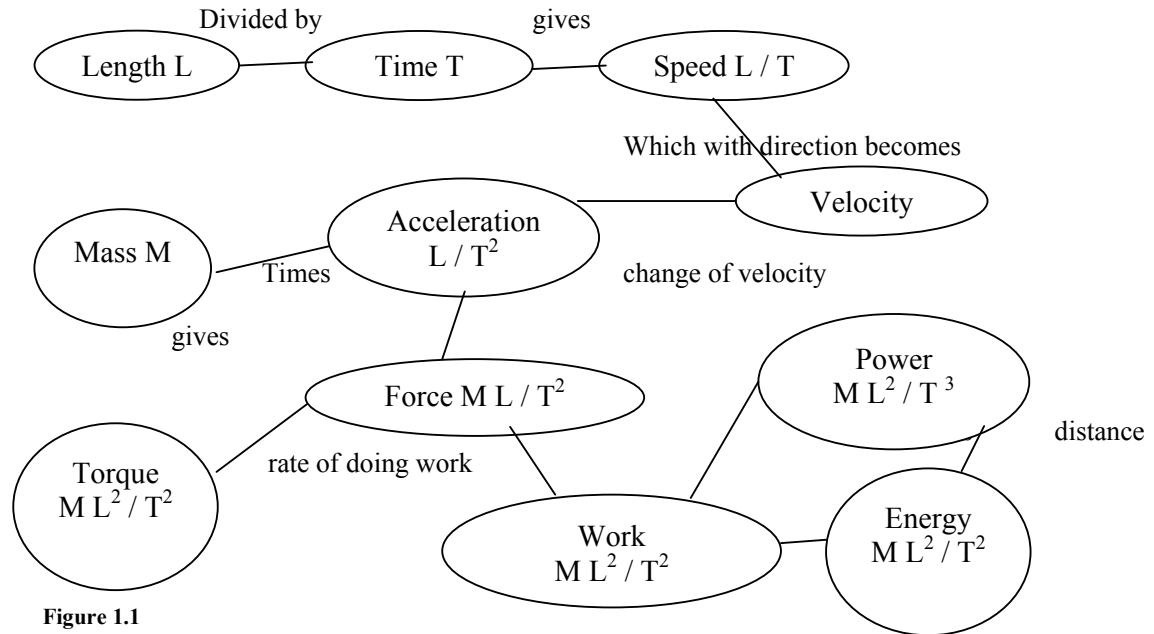 Divided by
gives
Length L
Time T
Speed L / T
Which with direction becomes
Velocity
Acceleration
L / T²
Mass M
Times
change of velocity
gives
Power
M L² / T ³
Force M L / T²
distance
rate of doing work
Torque
M L² / T²
Work
M L² / T²
Energy
M L² / T²
Figure 1.1